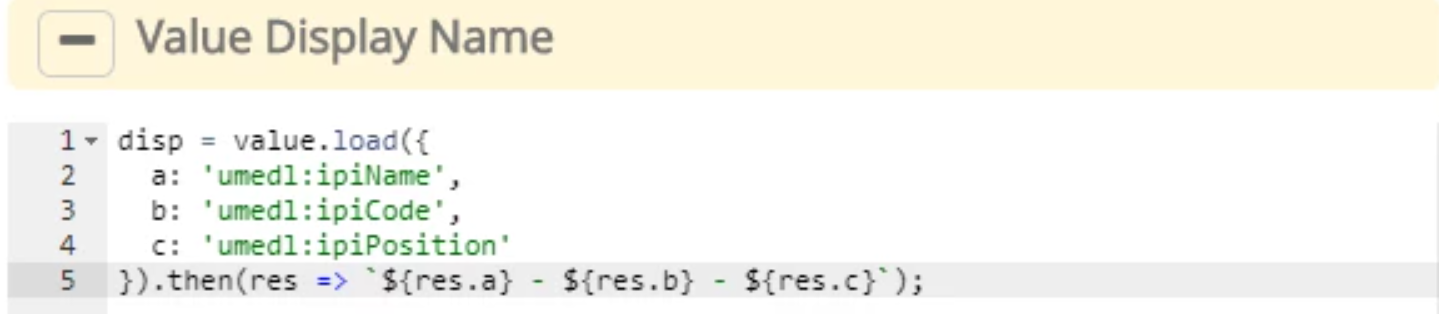 Value Display Name
1 disp = value.load({
2 a: 'umedl:ipiName',
3 b: 'umedl:ipiCode',
4 c: 'umedl:ipiPosition'
5 }).then(res => `${res.a} - ${res.b} - ${res.c}`);